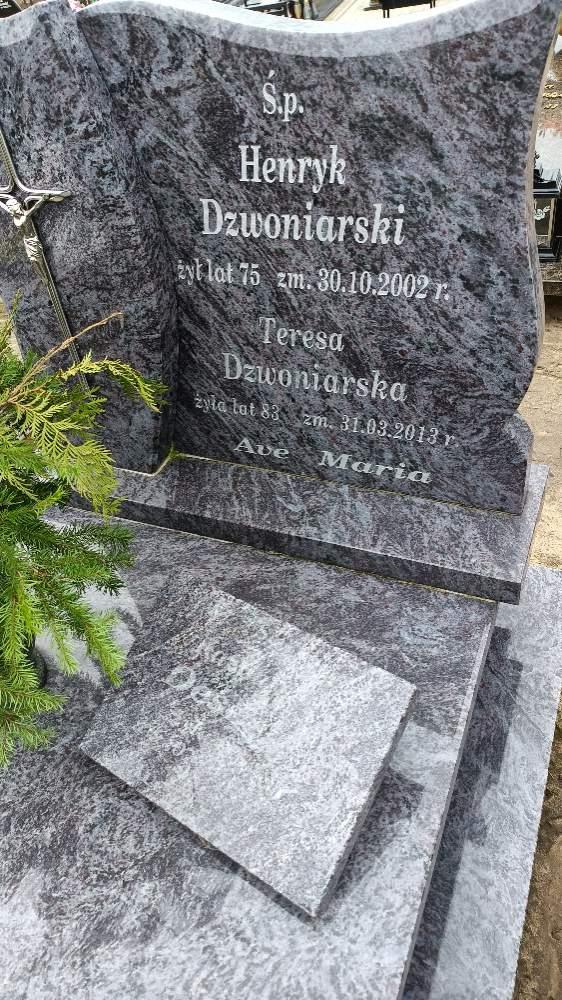 Ś.p.
Henryk
Dzwoniarski
żył lat 75 zm. 30.10.2002 r.
Teresa
Dzwoniarska
żyła lat 83 zm. 31.03.2013 r.
Ave Maria